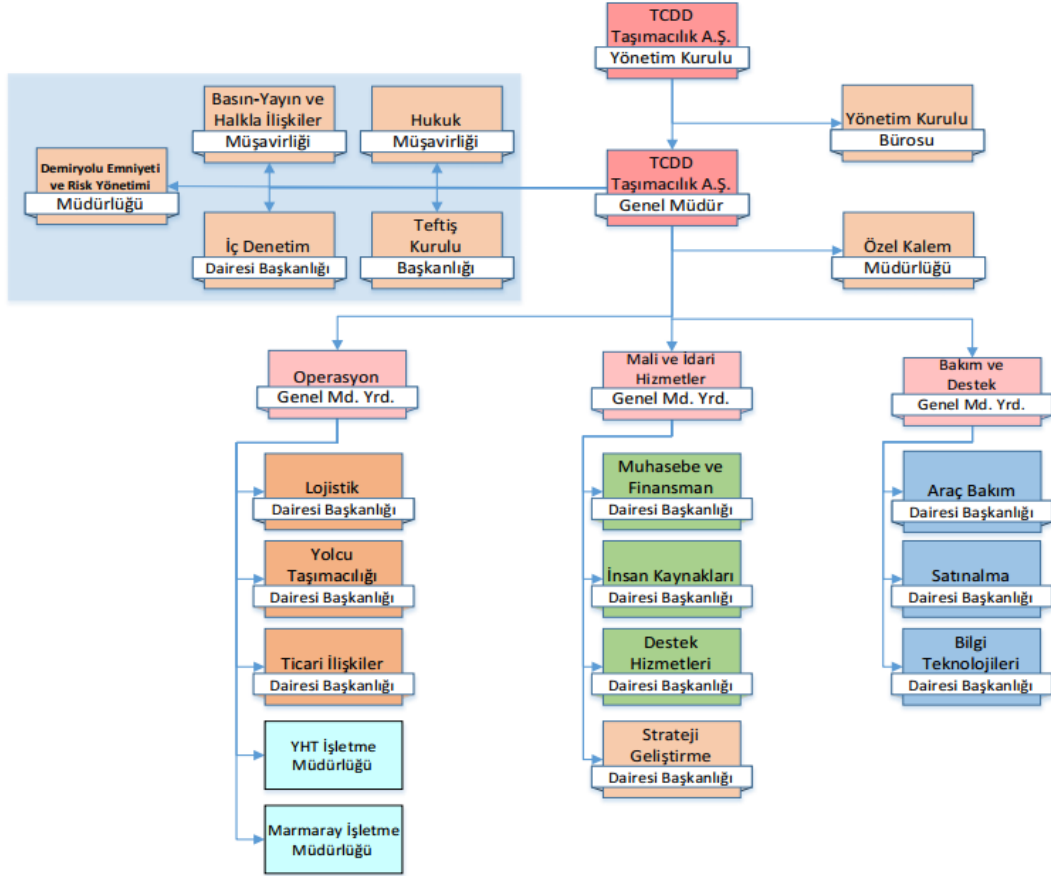 TCDD
Taşımacılık A.Ş.
Yönetim Kurulu
Yönetim Kurulu
Bürosu
Basın-Yayın ve
Halkla İlişkiler
Müşavirliği
Hukuk
Müşavirliği
Demiryolu Emniyeti
ve Risk Yönetimi
Müdürlüğü
TCDD
Taşımacılık A.Ş.
Genel Müdür
İç Denetim
Dairesi Başkanlığı
Teftiş
Kurulu
Başkanlığı
Özel Kalem
Müdürlüğü
Operasyon
Genel Md. Yrd.
Lojistik
Dairesi Başkanlığı
Yolcu
Taşımacılığı
Dairesi Başkanlığı
Ticari İlişkiler
Dairesi Başkanlığı
YHT İşletme
Müdürlüğü
Marmaray İşletme
Müdürlüğü
Mali ve İdari
Hizmetler
Genel Md. Yrd.
Muhasebe ve
Finansman
Dairesi Başkanlığı
İnsan Kaynakları
Dairesi Başkanlığı
Destek
Hizmetleri
Dairesi Başkanlığı
Strateji
Geliştirme
Dairesi Başkanlığı
Bakım ve
Destek
Genel Md. Yrd.
Araç Bakım
Dairesi Başkanlığı
Satınalma
Dairesi Başkanlığı
Bilgi
Teknolojileri
Dairesi Başkanlığı